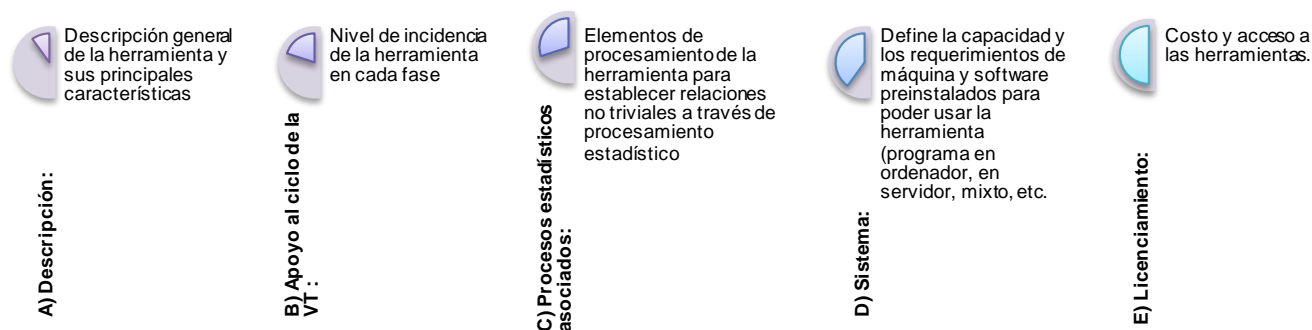 A) Descripción:
Descripción general
de la herramienta y
sus principales
características
B) Apoyo al ciclo de la
VT :
Nivel de incidencia
de la herramienta
en cada fase
C) Procesos estadísticos
asociados:
Elementos de
procesamiento de la
herramienta para
establecer relaciones
no triviales a través de
procesamiento
estadístico
D) Sistema:
Define la capacidad y
los requerimientos de
máquina y software
preinstalados para
poder usar la
herramienta
(programa en
ordenador, en
servidor, mixto, etc.
E) Licenciamiento:
Costo y acceso a
las herramientas.